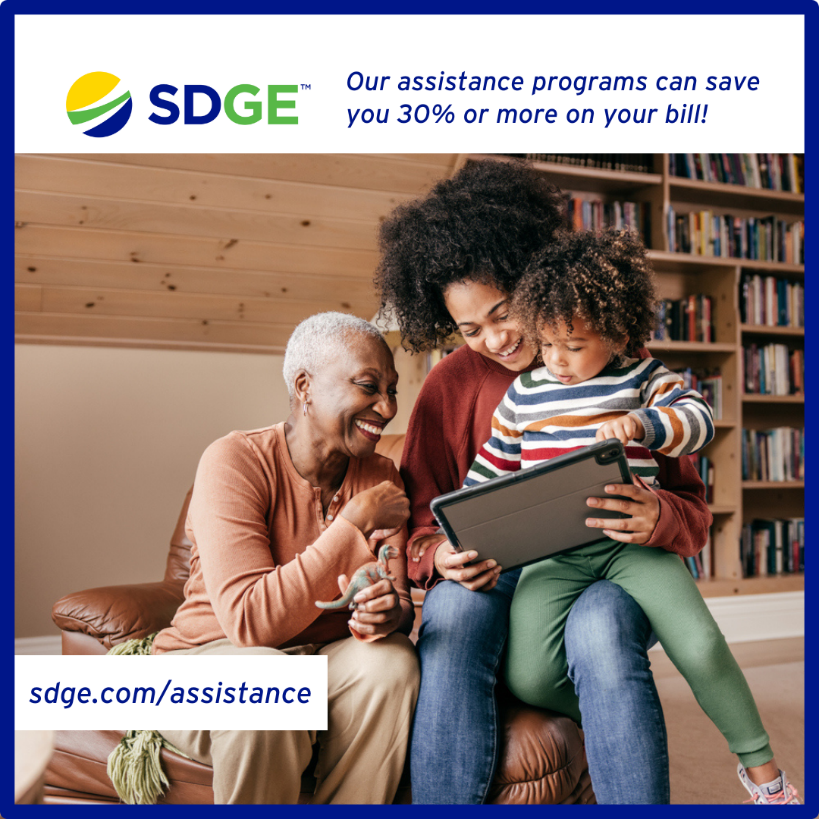 SDGE™
Our assistance programs can save
you 30% or more on your bill!
sdge.com/assistance